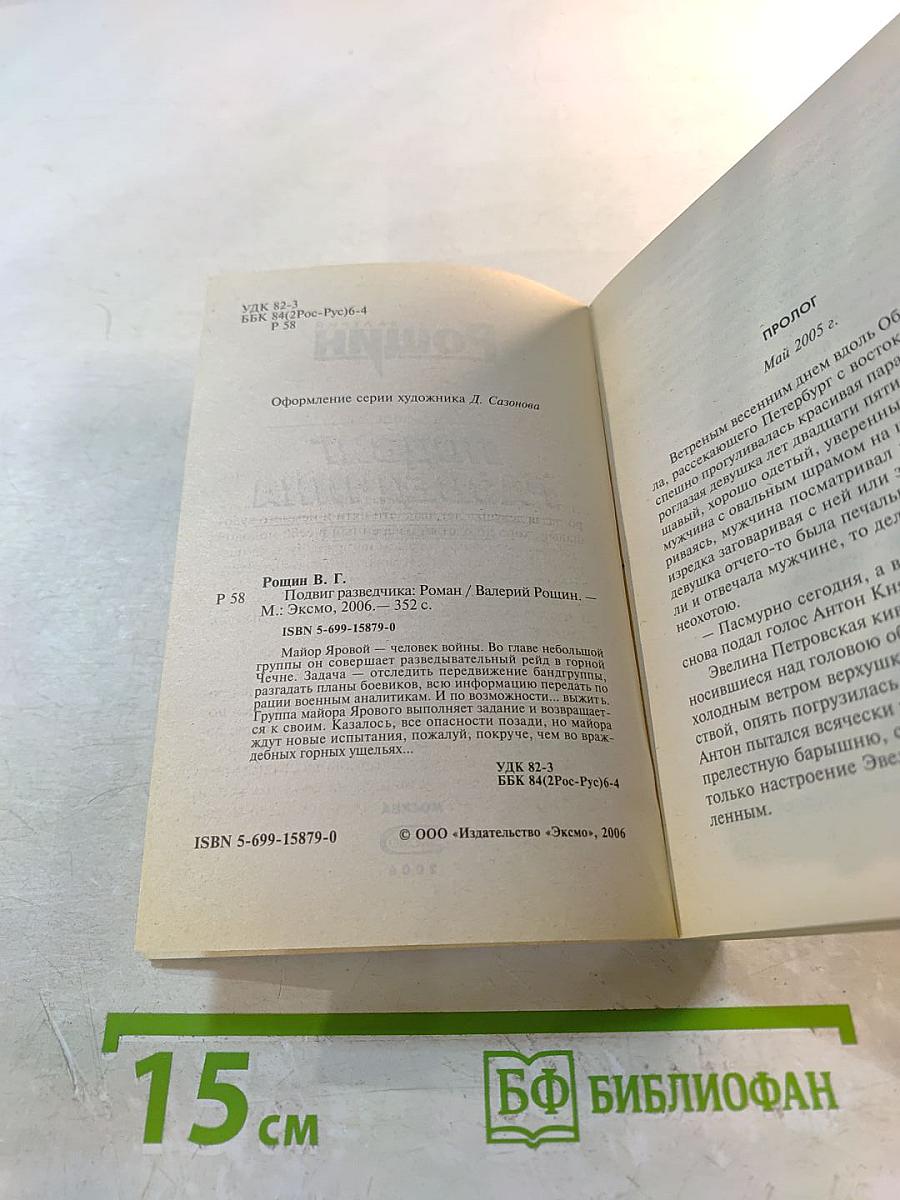 УДК 82-3
ББК 84(2Рос-Рус)6-4
Р 58
Оформление серии художника Д. Сазонова
Рощин В. Г.
Р 58
Подвиг разведчика: Роман / Валерий Рощин. —
М.: Эксмо, 2006.— 352 с.
ISBN 5-699-15879-0
Майор Яровой — человек войны. Во главе небольшой
группы он совершает разведывательный рейд в горной
Чечне. Задача — отследить передвижение бандгруппы,
разгадать планы боевиков, всю информацию передать по
рации военным аналитикам. И по возможности... выжить.
Группа майора Ярового выполняет задание и возвращает-
ся к своим. Казалось, все опасности позади, но майора
ждут новые испытания, пожалуй, покруче, чем во враж-
дебных горных ущельях...
УДК 82-3
ББК 84(2Рос-Рус)6-4
ISBN 5-699-15879-0
© ООО «Издательство «Эксмо», 2006
ПРОЛОГ
Май 2005 г.
Ветреным весенним днем вдоль Об
ла, рассекающего Петербург с восток
спешно прогуливалась красивая пара
роглазая девушка лет двадцати пяти
щавый, хорошо одетый, уверенны
мужчина с овальным шрамом на
риваясь, мужчина посматривал
изредка заговаривая с ней или з
девушка отчего-то была печаль
ли и отвечала мужчине, то дел
неохотою.
— Пасмурно сегодня, а в
снова подал голос Антон Кня
Эвелина Петровская кив
носившиеся над головою об
холодным ветром верхушк
ствой, опять погрузилась
Антон пытался всячески
прелестную барышню, с
только настроение Эве
ленным.
15 см
БФ БИБЛИОФАН